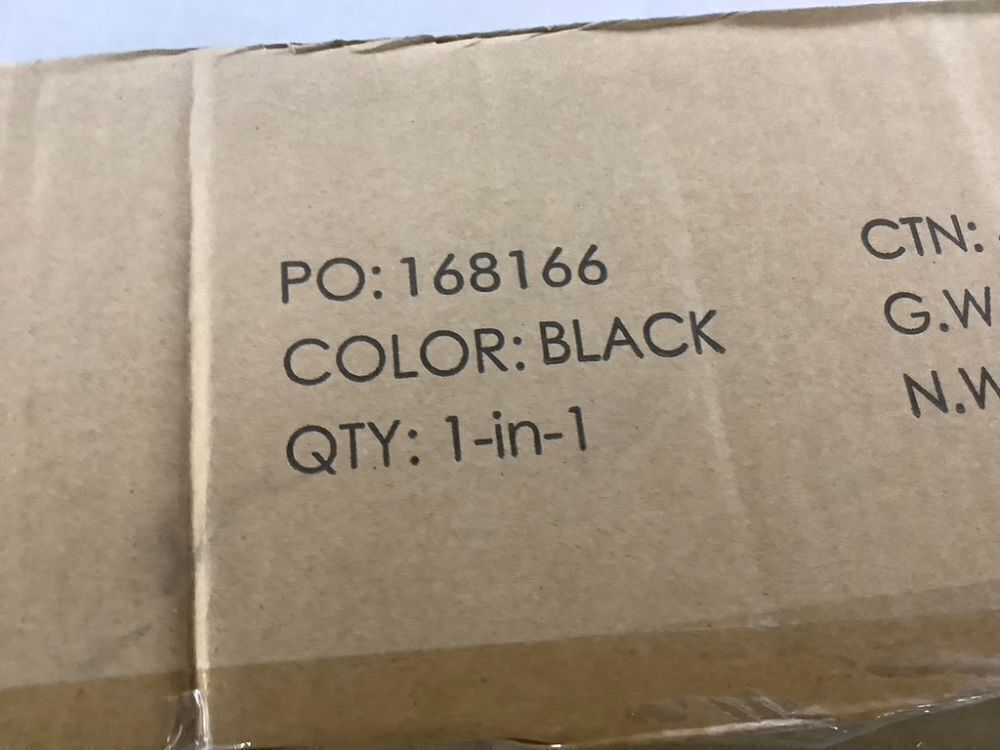 PO: 168166
COLOR: BLACK
QTY: 1-in-1
CTN:
G.W
N.W